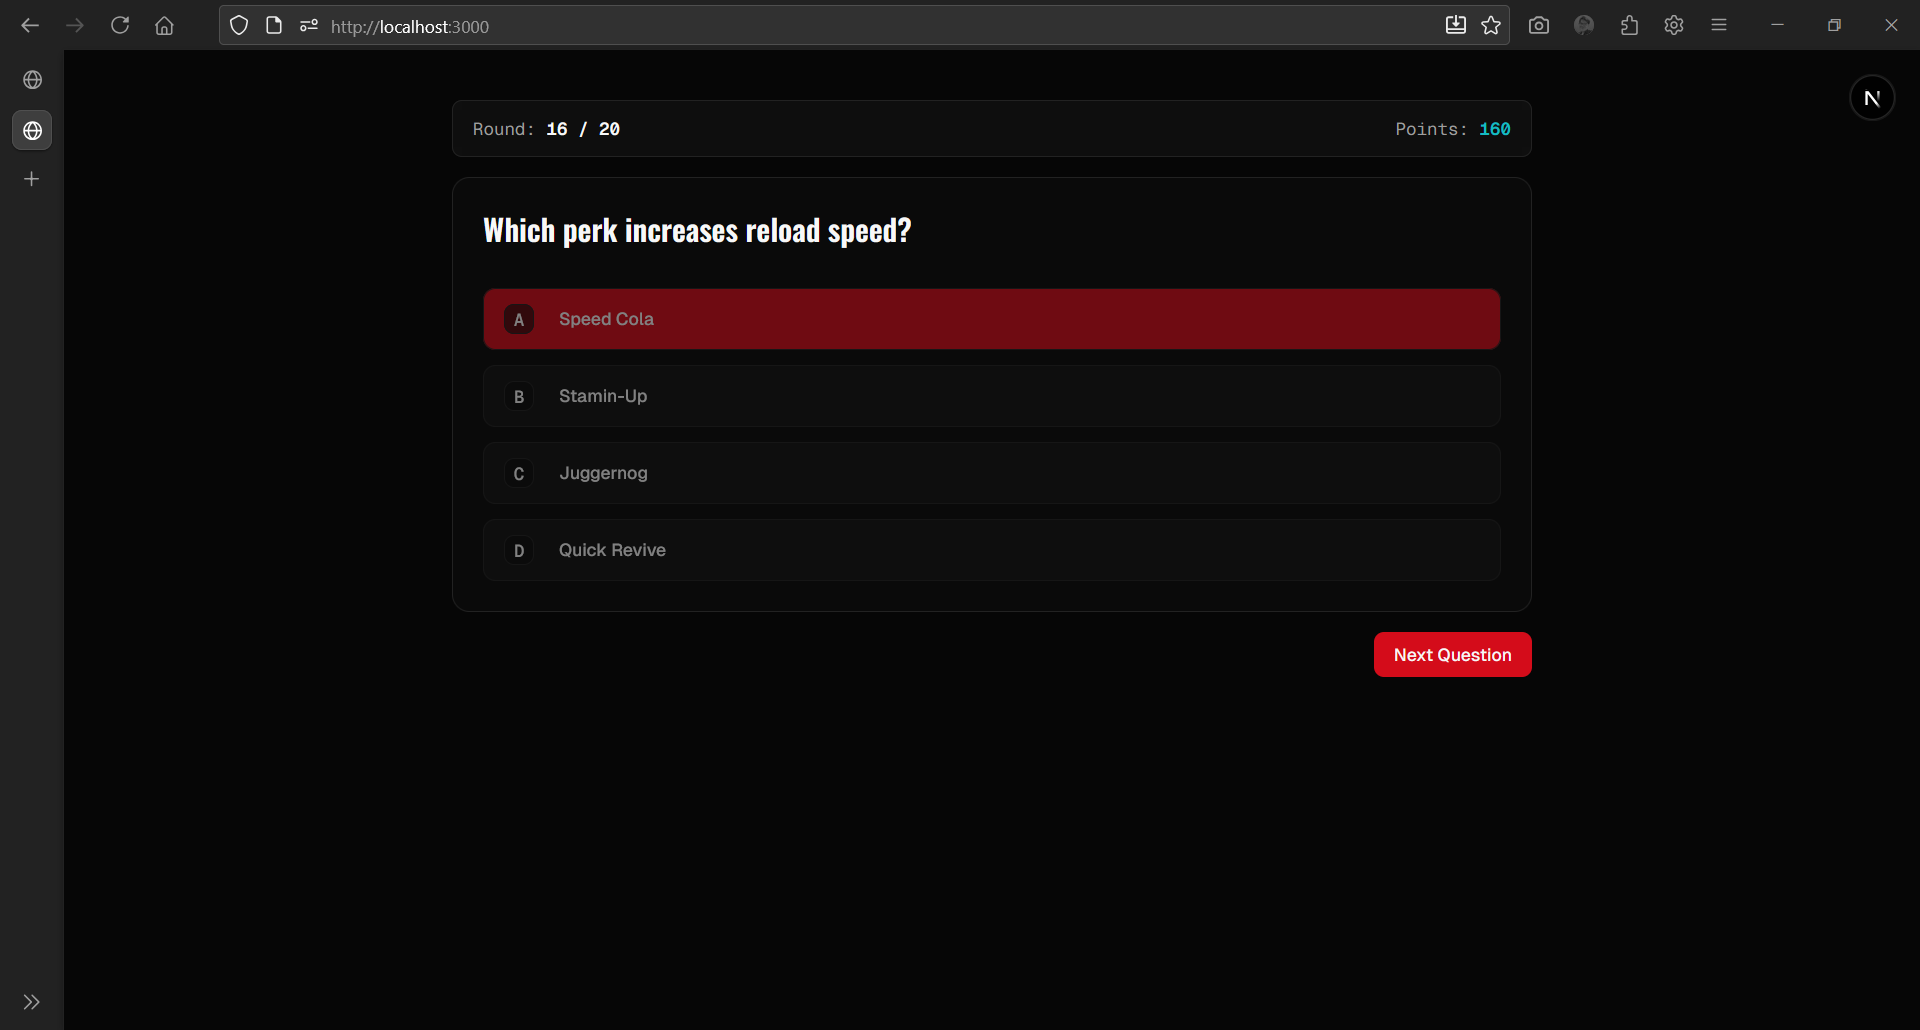 http://localhost:3000
N
Round: 16 / 20
Points: 160
Which perk increases reload speed?
A Speed Cola
B Stamin-Up
C Juggernog
D Quick Revive
Next Question